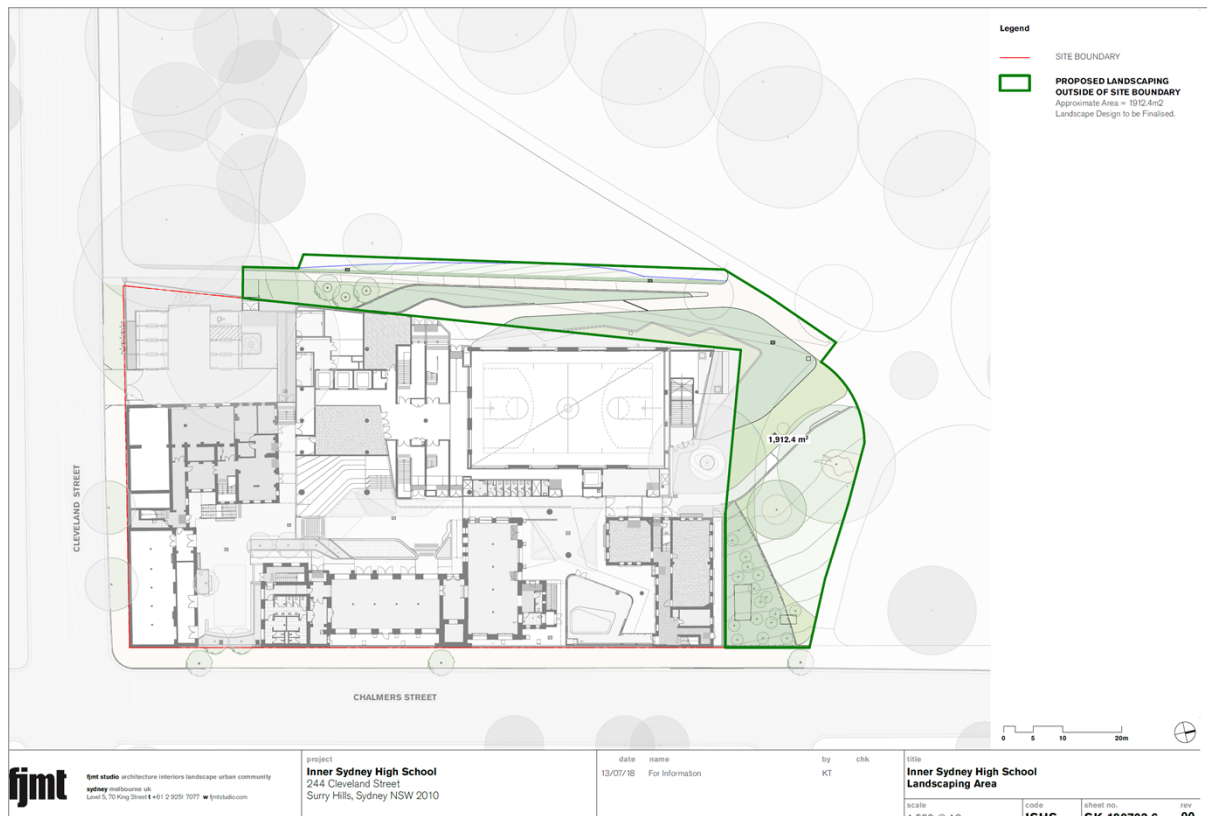 Legend
SITE BOUNDARY
PROPOSED LANDSCAPING
OUTSIDE OF SITE BOUNDARY
Approximate Area = 1912.4m2
Landscape Design to be Finalised.
1,912.4 m²
CLEVELAND STREET
CHALMERS STREET
0 5 10 20m
fjmt
fjmt studio architecture interiors landscape urban community
sydney melbourne uk
Level 5, 70 King Street t +61 2 9251 7077 w fjmtstudio.com
project
Inner Sydney High School
244 Cleveland Street
Surry Hills, Sydney NSW 2010
date name by chk
13/07/18 For Information KT
title
Inner Sydney High School
Landscaping Area
scale code sheet no. rev